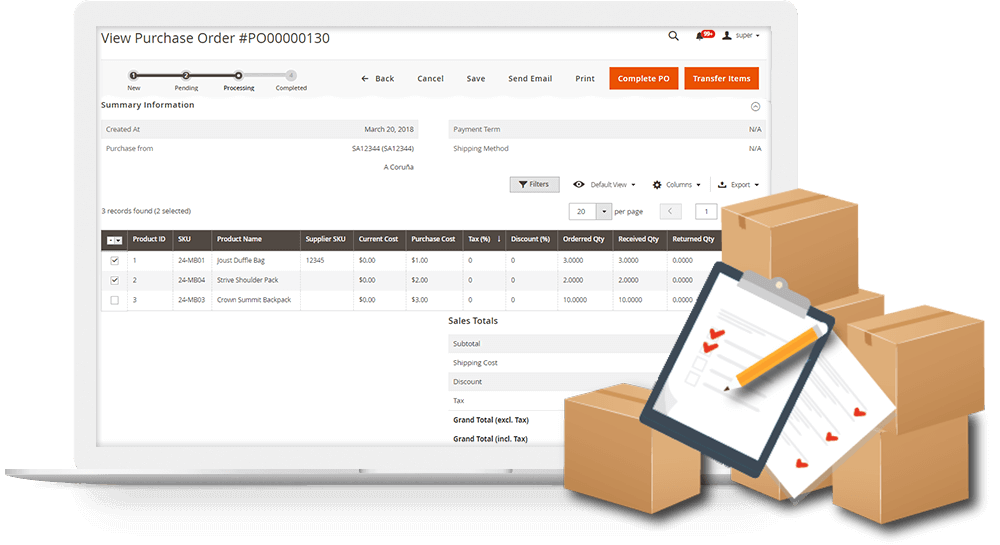 View Purchase Order #PO00000130
99+ super
1 2 3 4
New Pending Processing Completed
Back Cancel Save Send Email Print Complete PO Transfer Items
Summary Information
Created At March 20, 2018 Payment Term N/A
Purchase from SA12344 (SA12344) Shipping Method N/A
A Coruña
Filters Default View Columns Export
3 records found (2 selected) 20 per page 1
Product ID SKU Product Name Supplier SKU Current Cost Purchase Cost Tax (%) ↓ Discount (%) Orderred Qty Received Qty Returned Qty
1 24-MB01 Joust Duffle Bag 12345 $0.00 $1.00 0 0 3.0000 3.0000 0.0000
2 24-MB04 Strive Shoulder Pack $0.00 $2.00 0 0 2.0000 2.0000 0.0000
3 24-MB03 Crown Summit Backpack $0.00 $3.00 0 0 10.0000 10.0000 0.0000
Sales Totals
Subtotal
Shipping Cost
Discount
Tax
Grand Total (excl. Tax)
Grand Total (incl. Tax)